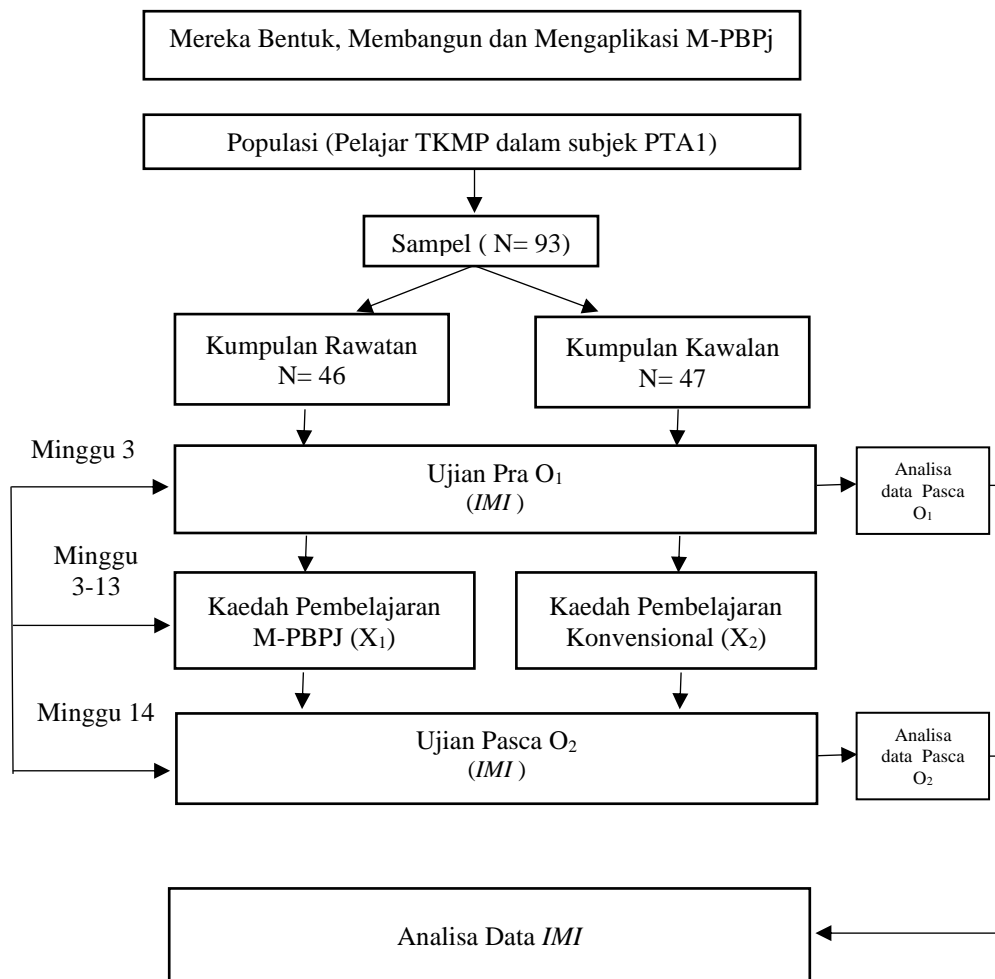 Mereka Bentuk, Membangun dan Mengaplikasi M-PBPj
Populasi (Pelajar TKMP dalam subjek PTA1)
Sampel ( N= 93)
Kumpulan Rawatan
N= 46
Kumpulan Kawalan
N= 47
Minggu 3
Ujian Pra O₁
(IMI )
Analisa
data Pasca
O₁
Minggu
3-13
Kaedah Pembelajaran
M-PBPJ (X₁)
Kaedah Pembelajaran
Konvensional (X₂)
Minggu 14
Ujian Pasca O₂
(IMI )
Analisa
data Pasca
O₂
Analisa Data IMI